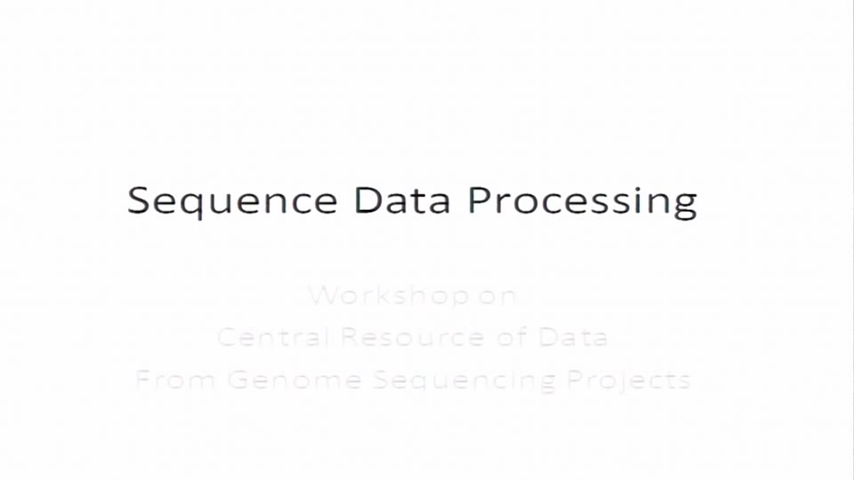 Sequence Data Processing
Workshop on
Central Resource of Data
From Genome Sequencing Projects